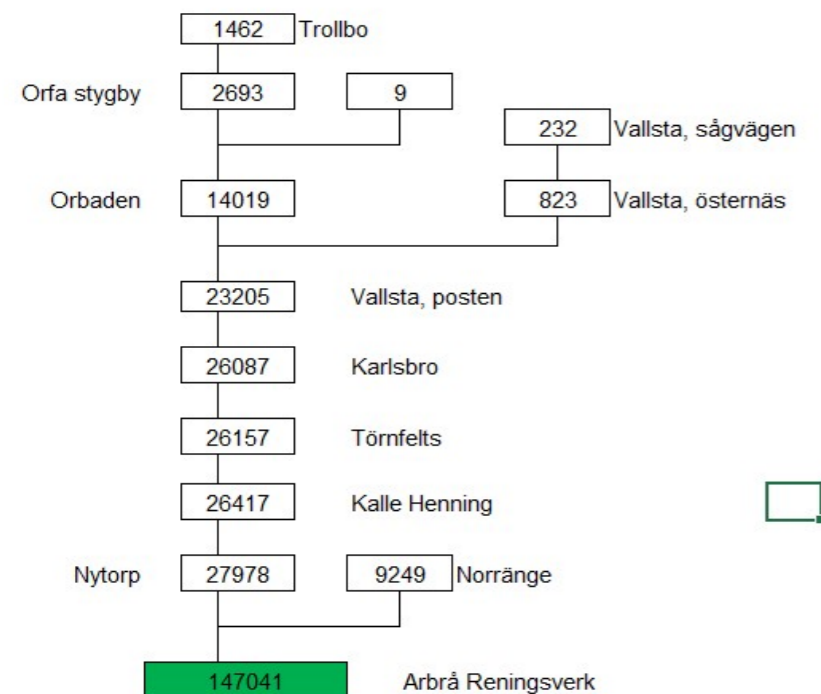 1462 Trollbo
Orfa stygby 2693 9
232 Vallsta, sågvägen
Orbaden 14019 823 Vallsta, östernäs
23205 Vallsta, posten
26087 Karlsbro
26157 Törnfelts
26417 Kalle Henning
Nytorp 27978 9249 Norränge
147041 Arbrå Reningsverk